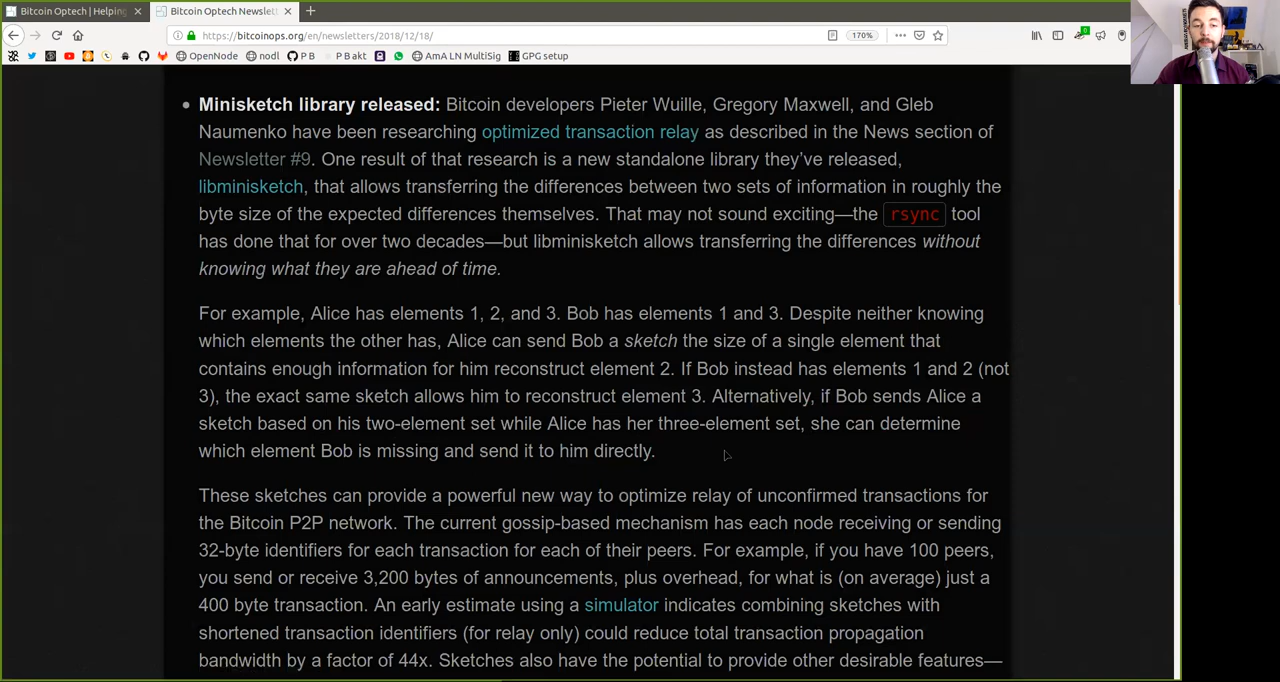 Bitcoin Optech | Helping
Bitcoin Optech Newslett
https://bitcoinops.org/en/newsletters/2018/12/18/
170%
0
OpenNode
nodl
P B
P B akt
AmA LN MultiSig
GPG setup
Minisketch library released: Bitcoin developers Pieter Wuille, Gregory Maxwell, and Gleb
Naumenko have been researching optimized transaction relay as described in the News section of
Newsletter #9. One result of that research is a new standalone library they've released,
libminisketch, that allows transferring the differences between two sets of information in roughly the
byte size of the expected differences themselves. That may not sound exciting—the rsync tool
has done that for over two decades—but libminisketch allows transferring the differences without
knowing what they are ahead of time.
For example, Alice has elements 1, 2, and 3. Bob has elements 1 and 3. Despite neither knowing
which elements the other has, Alice can send Bob a sketch the size of a single element that
contains enough information for him reconstruct element 2. If Bob instead has elements 1 and 2 (not
3), the exact same sketch allows him to reconstruct element 3. Alternatively, if Bob sends Alice a
sketch based on his two-element set while Alice has her three-element set, she can determine
which element Bob is missing and send it to him directly.
These sketches can provide a powerful new way to optimize relay of unconfirmed transactions for
the Bitcoin P2P network. The current gossip-based mechanism has each node receiving or sending
32-byte identifiers for each transaction for each of their peers. For example, if you have 100 peers,
you send or receive 3,200 bytes of announcements, plus overhead, for what is (on average) just a
400 byte transaction. An early estimate using a simulator indicates combining sketches with
shortened transaction identifiers (for relay only) could reduce total transaction propagation
bandwidth by a factor of 44x. Sketches also have the potential to provide other desirable features—